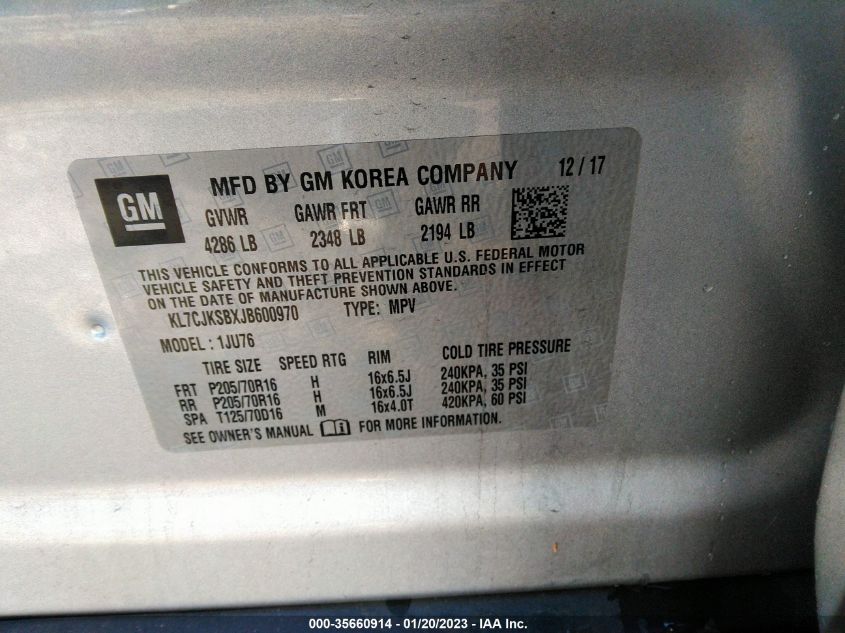 GM
MFD BY GM KOREA COMPANY 12 / 17
GVWR GAWR FRT GAWR RR
4286 LB 2348 LB 2194 LB
THIS VEHICLE CONFORMS TO ALL APPLICABLE U.S. FEDERAL MOTOR
VEHICLE SAFETY AND THEFT PREVENTION STANDARDS IN EFFECT
ON THE DATE OF MANUFACTURE SHOWN ABOVE.
KL7CJKSBXJB600970 TYPE: MPV
MODEL : 1JU76
TIRE SIZE SPEED RTG RIM COLD TIRE PRESSURE
FRT P205/70R16 H 16x6.5J 240KPA, 35 PSI
RR P205/70R16 H 16x6.5J 240KPA, 35 PSI
SPA T125/70D16 M 16x4.0T 420KPA, 60 PSI
SEE OWNER'S MANUAL FOR MORE INFORMATION.
000-35660914 - 01/20/2023 - IAA Inc.